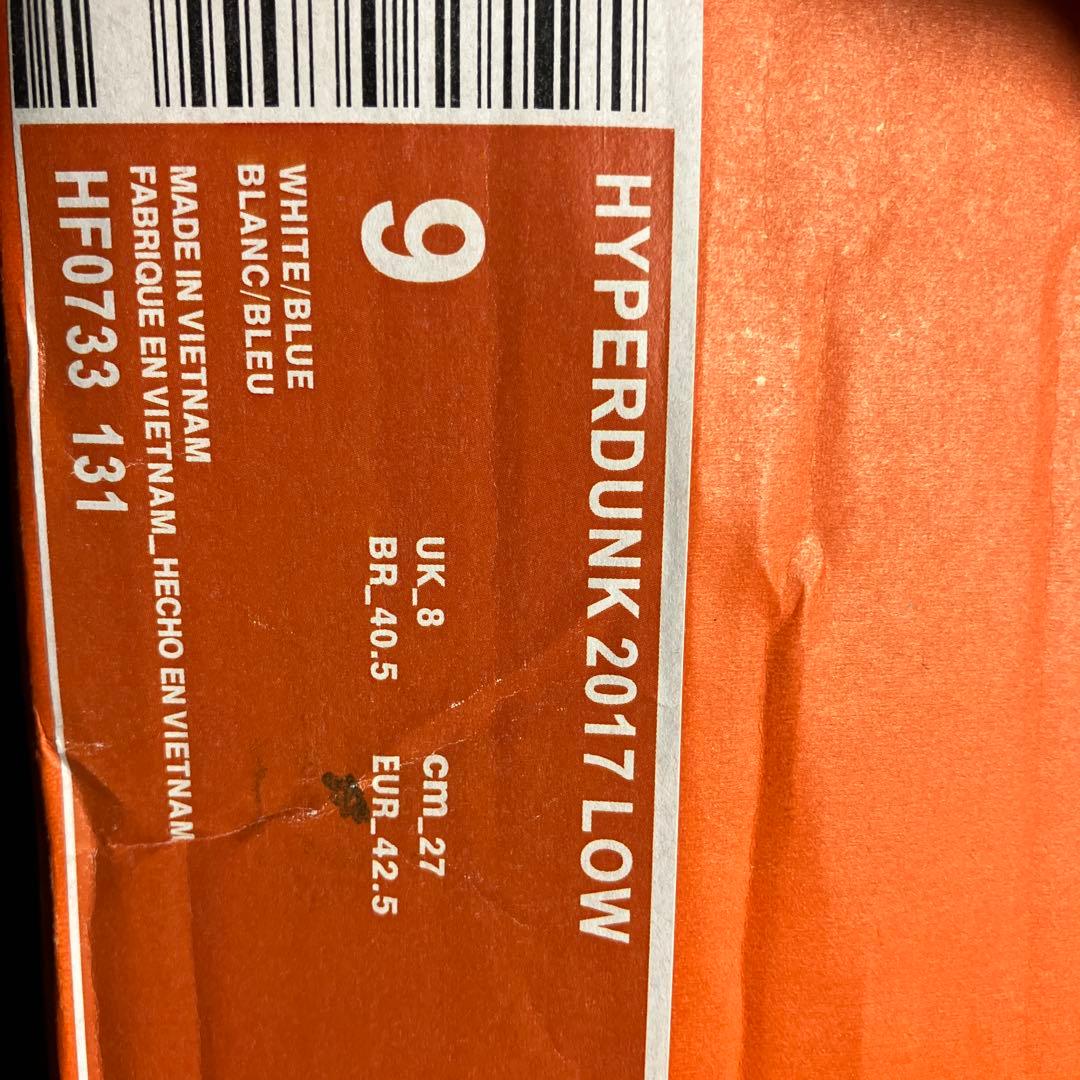 HYPERDUNK 2017 LOW
9
UK_8
cm_27
BR_40.5
EUR_42.5
WHITE/BLUE
BLANC/BLEU
MADE IN VIETNAM
FABRIQUE EN VIETNAM_HECHO EN VIETNAM
HF0733 131